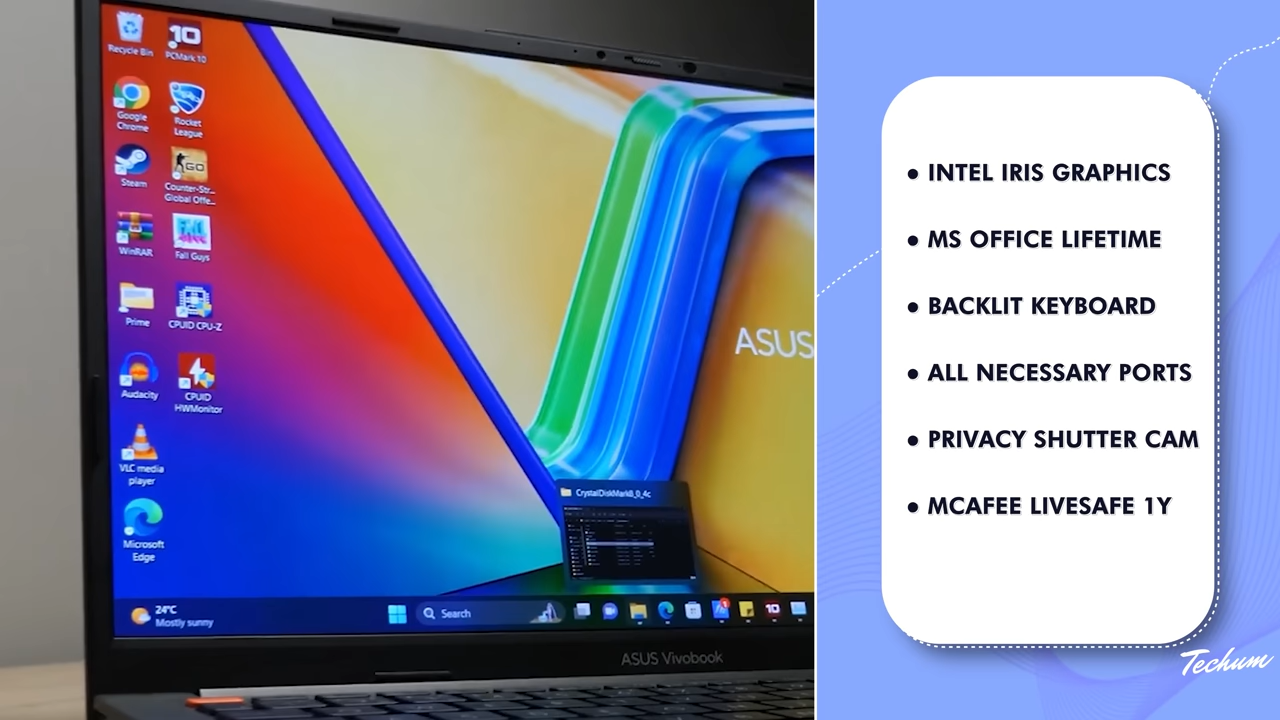 Recycle Bin
PCMark 10
Google
Chrome
Rocket
League
Steam
Counter-Str...
Global Offe...
WinRAR
Fall Guys
Prime
CPUID CPU-Z
Audacity
CPUID
HWMonitor
VLC media
player
Microsoft
Edge
ASUS
CrystalDiskMark8_0_4c
24°C
Mostly sunny
Search
10
ASUS Vivobook
• INTEL IRIS GRAPHICS
• MS OFFICE LIFETIME
• BACKLIT KEYBOARD
• ALL NECESSARY PORTS
• PRIVACY SHUTTER CAM
• MCAFEE LIVESAFE 1Y
Techum